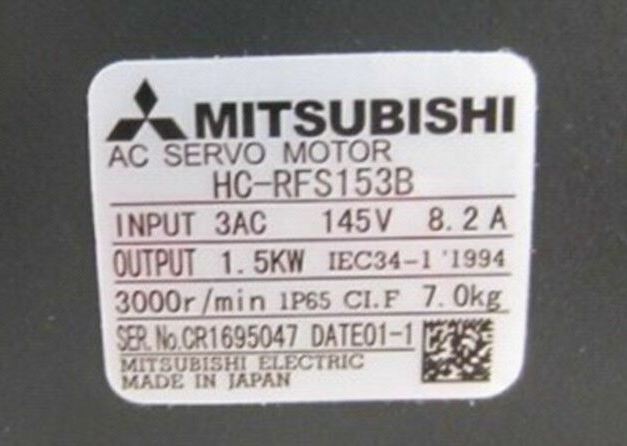 MITSUBISHI
AC SERVO MOTOR
HC-RFS153B
INPUT 3AC 145V 8.2A
OUTPUT 1.5KW IEC34-1 '1994
3000r/min IP65 CI.F 7.0kg
SER.No.CR1695047 DATE01-1
MITSUBISHI ELECTRIC
MADE IN JAPAN